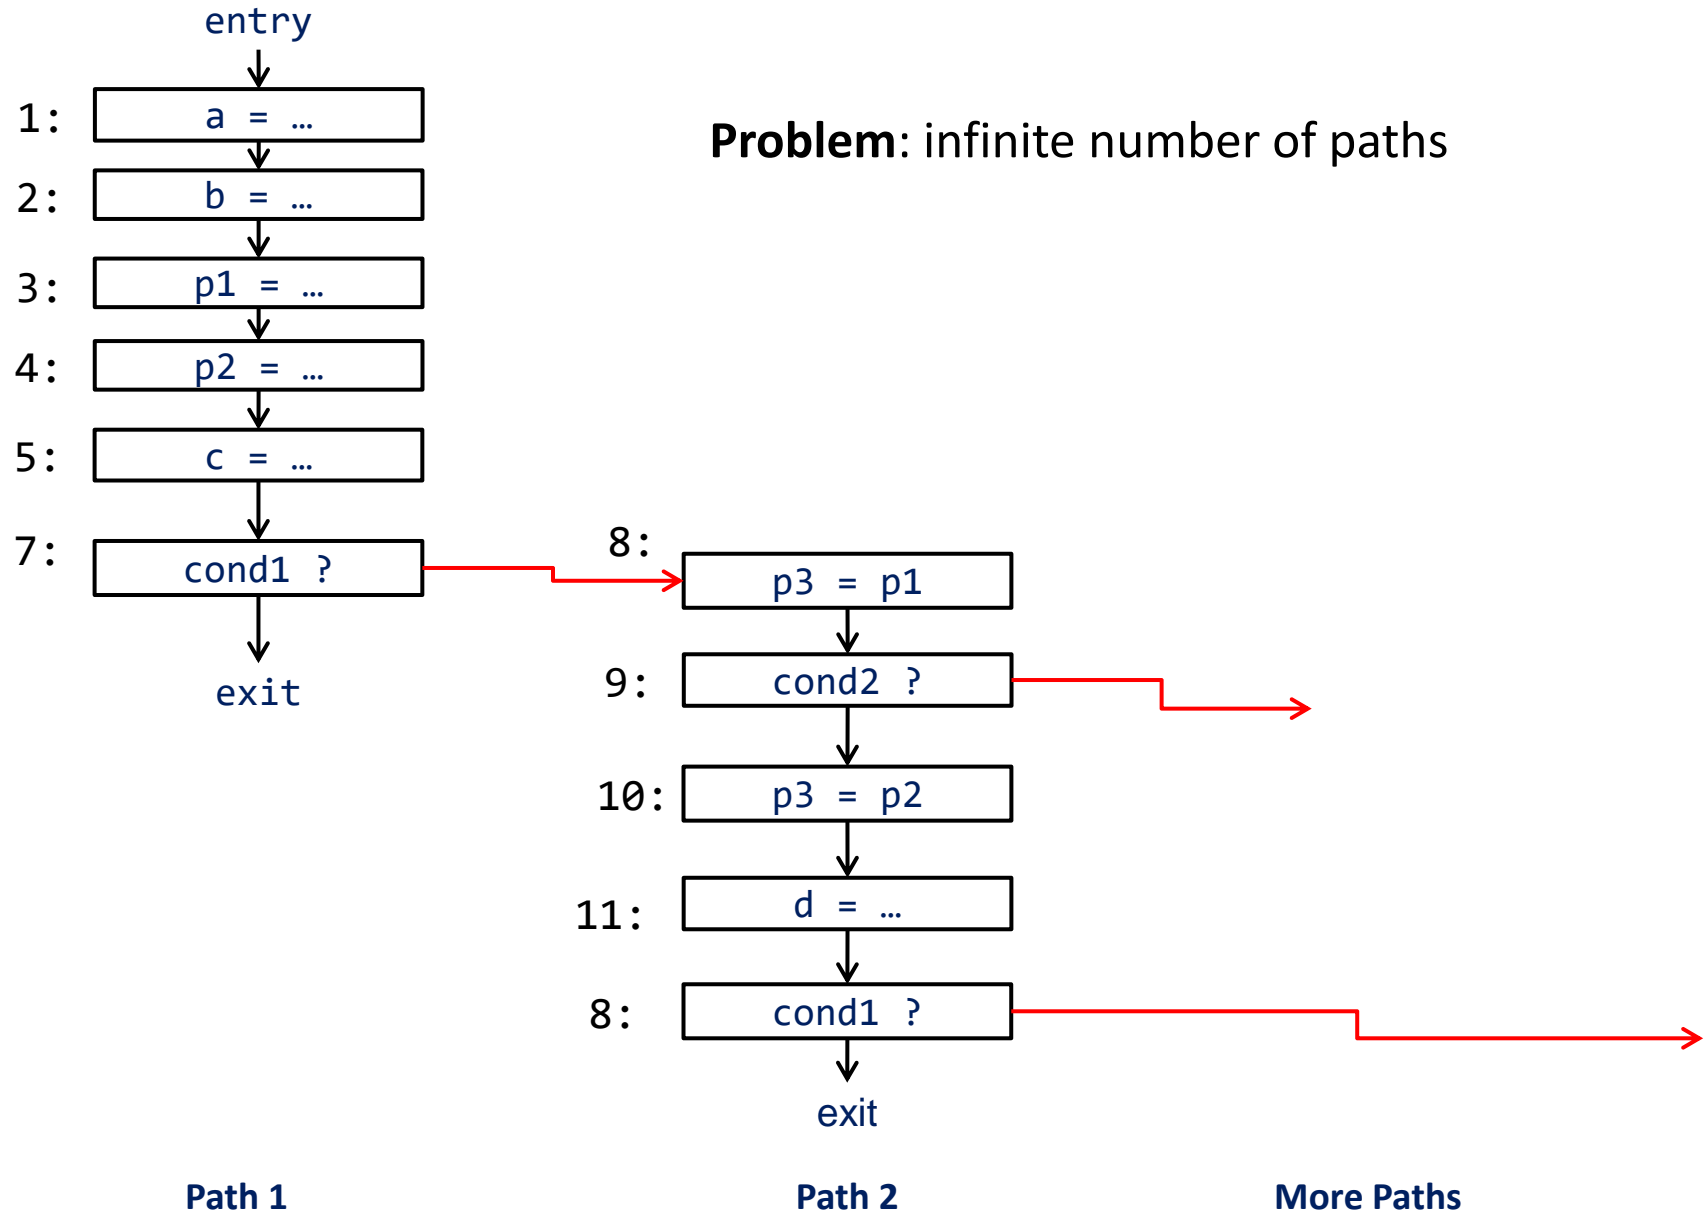 entry
1: a = …
Problem: infinite number of paths
2: b = …
3: p1 = …
4: p2 = …
5: c = …
7: cond1 ?
exit
8: p3 = p1
9: cond2 ?
10: p3 = p2
11: d = …
8: cond1 ?
exit
Path 1
Path 2
More Paths